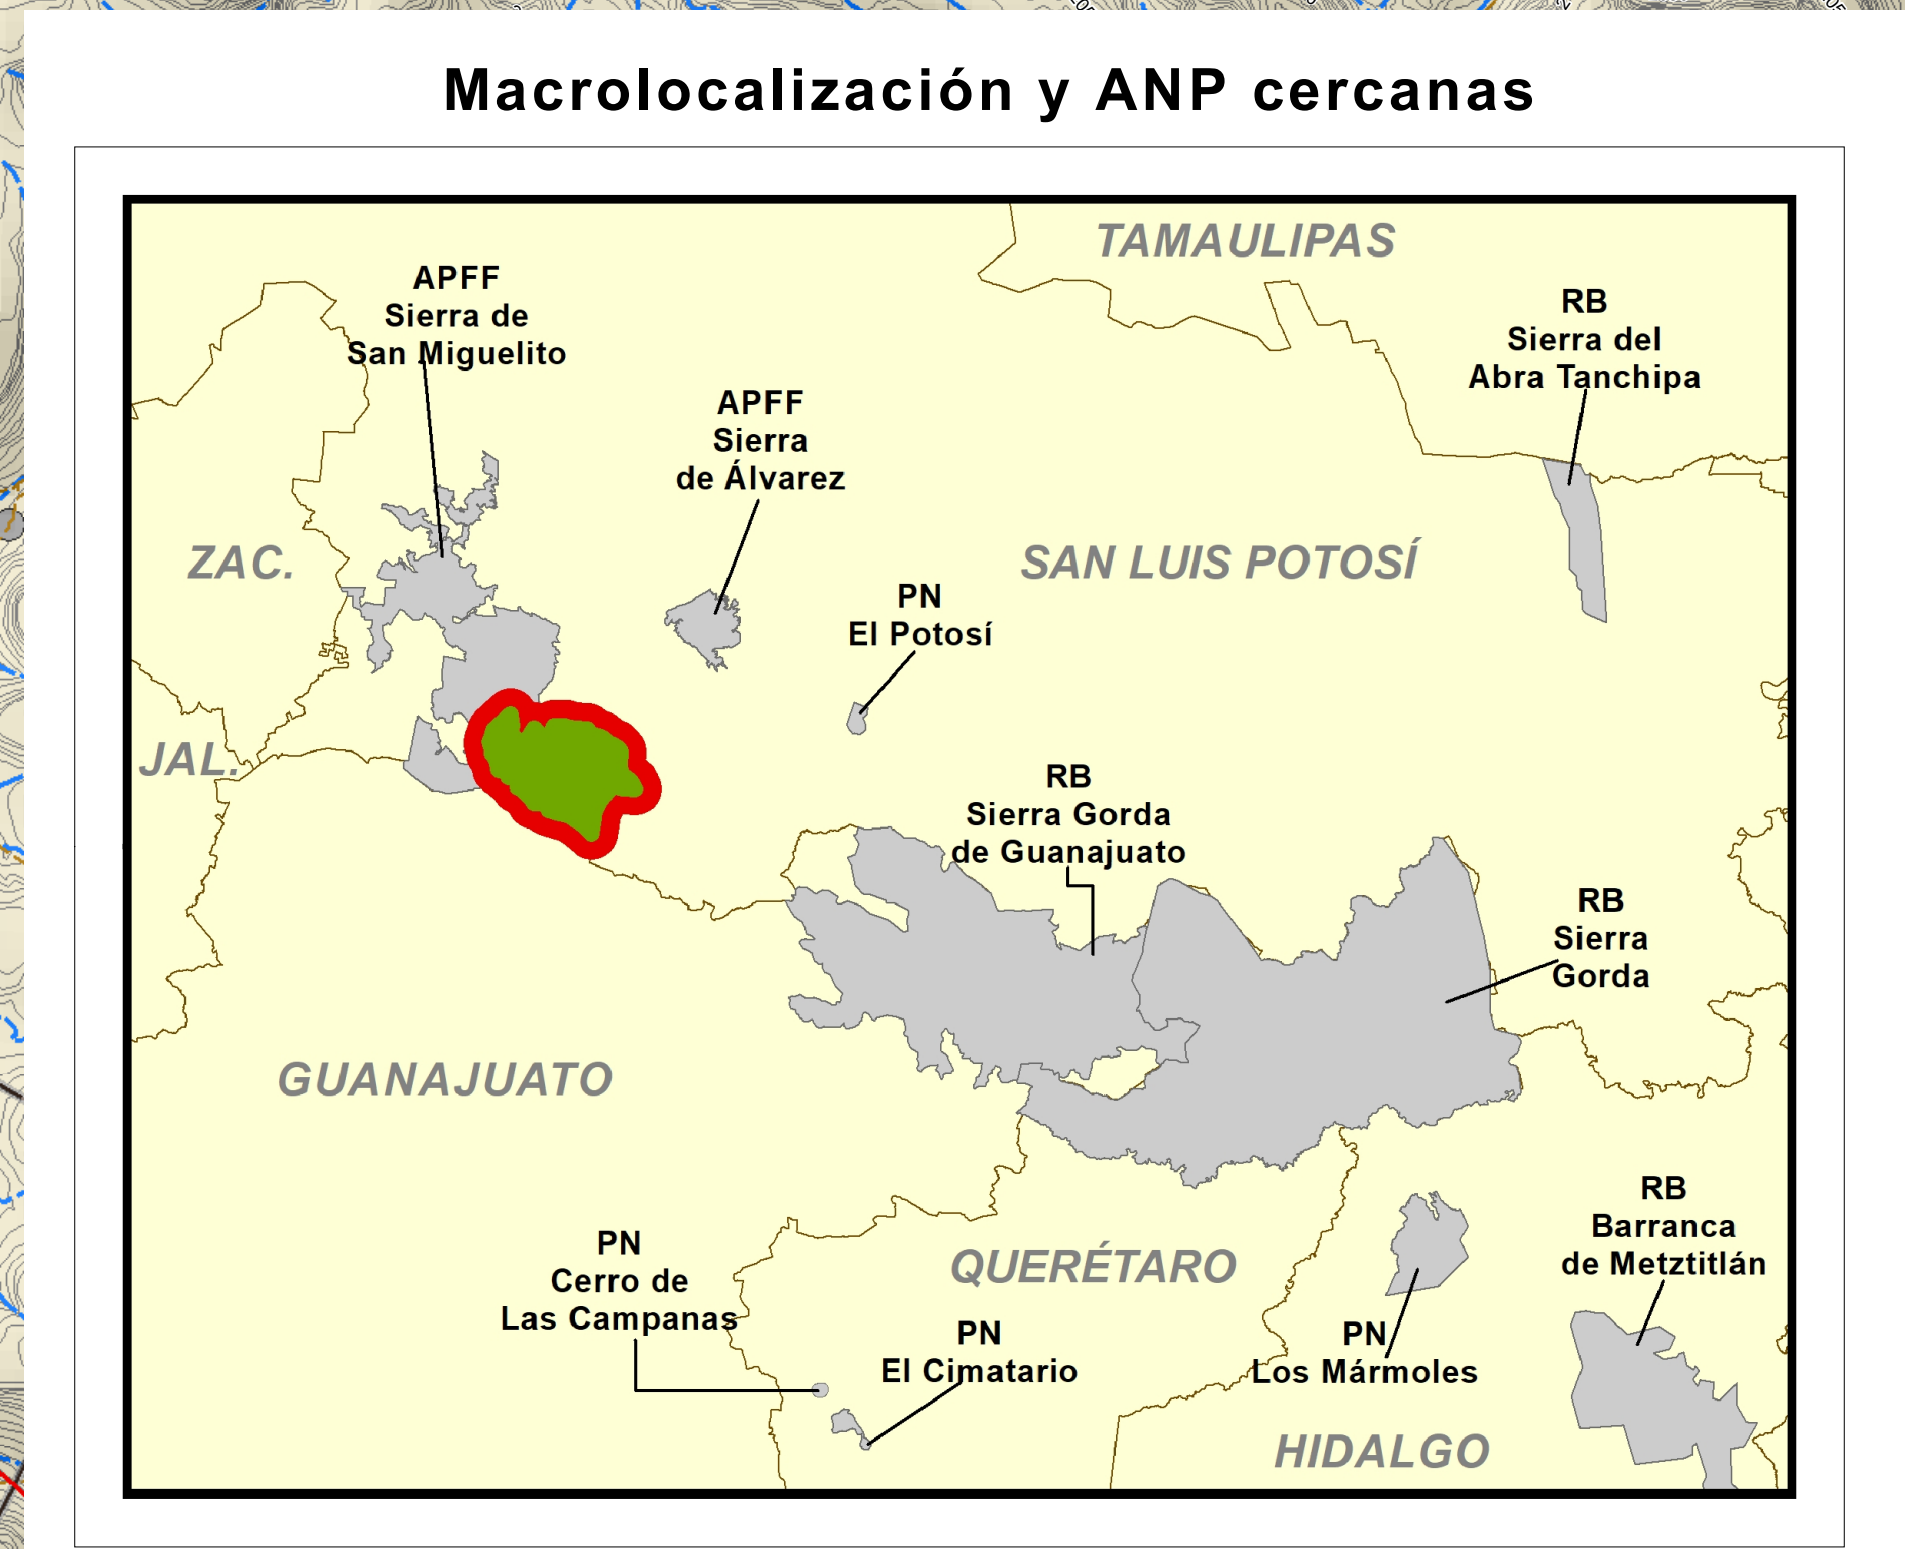 Macrolocalización y ANP cercanas
TAMAULIPAS
APFF
Sierra de
San Miguelito
RB
Sierra del
Abra Tanchipa
APFF
Sierra
de Álvarez
ZAC.
SAN LUIS POTOSÍ
PN
El Potosí
JAL.
RB
Sierra Gorda
de Guanajuato
RB
Sierra
Gorda
GUANAJUATO
RB
Barranca
de Metztitlán
PN
Cerro de
Las Campanas
QUERÉTARO
PN
El Cimatario
PN
Los Mármoles
HIDALGO